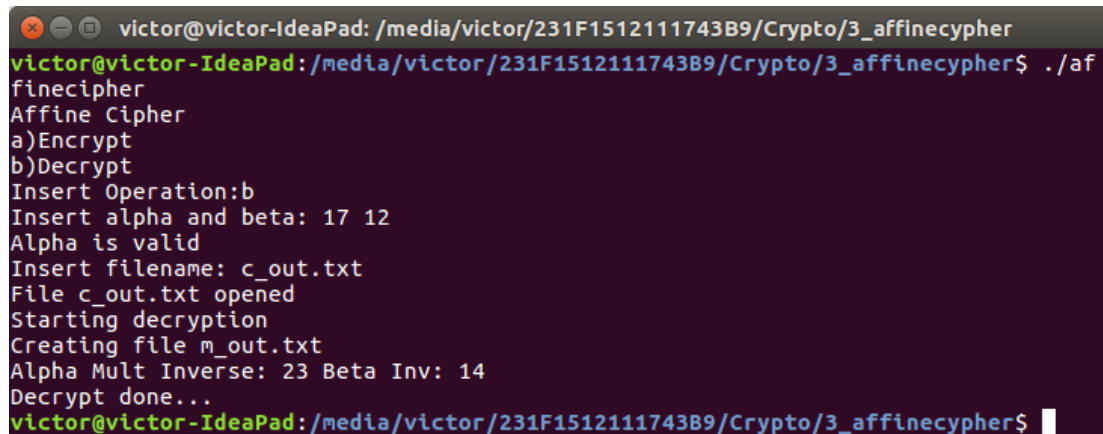 victor@victor-IdeaPad: /media/victor/231F1512111743B9/Crypto/3_affinecypher
victor@victor-IdeaPad:/media/victor/231F1512111743B9/Crypto/3_affinecypher$ ./af
finecipher
Affine Cipher
a)Encrypt
b)Decrypt
Insert Operation:b
Insert alpha and beta: 17 12
Alpha is valid
Insert filename: c_out.txt
File c_out.txt opened
Starting decryption
Creating file m_out.txt
Alpha Mult Inverse: 23 Beta Inv: 14
Decrypt done...
victor@victor-IdeaPad:/media/victor/231F1512111743B9/Crypto/3_affinecypher$